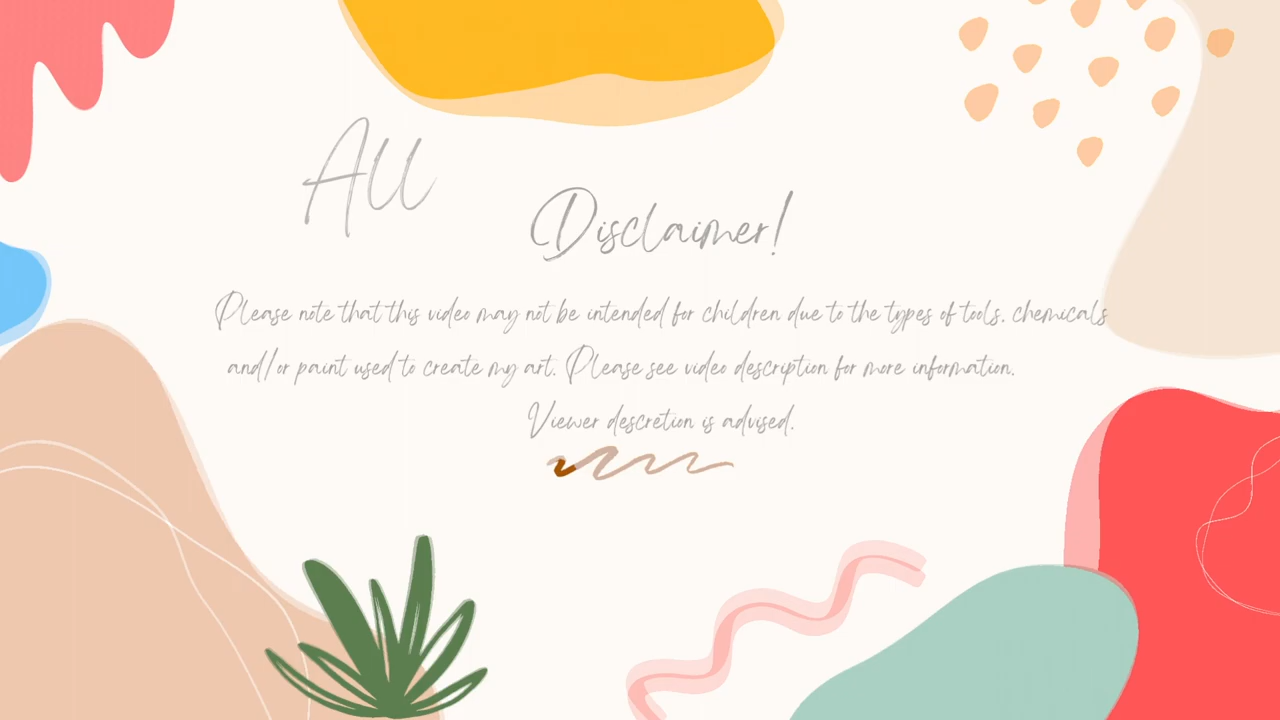 All
Disclaimer!
Please note that this video may not be intended for children due to the types of tools, chemicals
and/or paint used to create my art. Please see video description for more information.
Viewer descretion is advised.